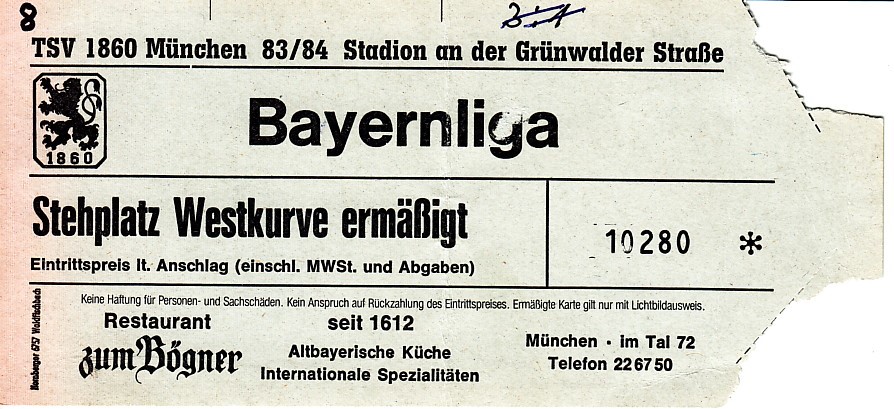 8
TSV 1860 München 83/84 Stadion an der Grünwalder Straße
1860
Bayernliga
Stehplatz Westkurve ermäßigt
Eintrittspreis lt. Anschlag (einschl. MWSt. und Abgaben)
10280 *
Keine Haftung für Personen- und Sachschäden. Kein Anspruch auf Rückzahlung des Eintrittspreises. Ermäßigte Karte gilt nur mit Lichtbildausweis.
Restaurant
zum Bögner
seit 1612
Altbayerische Küche
Internationale Spezialitäten
München · im Tal 72
Telefon 226750
6757 Waldfischbach